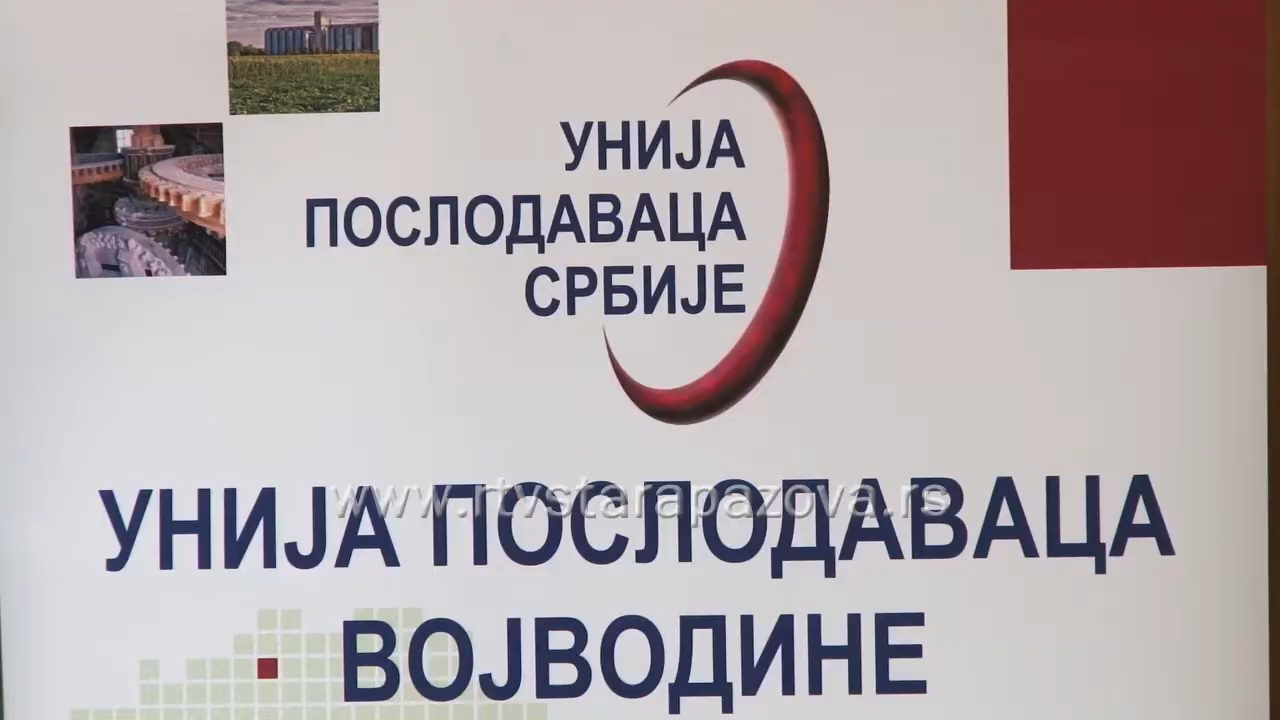 УНИЈА
ПОСЛОДАВАЦА
СРБИЈЕ
УНИЈА ПОСЛОДАВАЦА
www.rtvstarapazova.rs
ВОЈВОДИНЕ